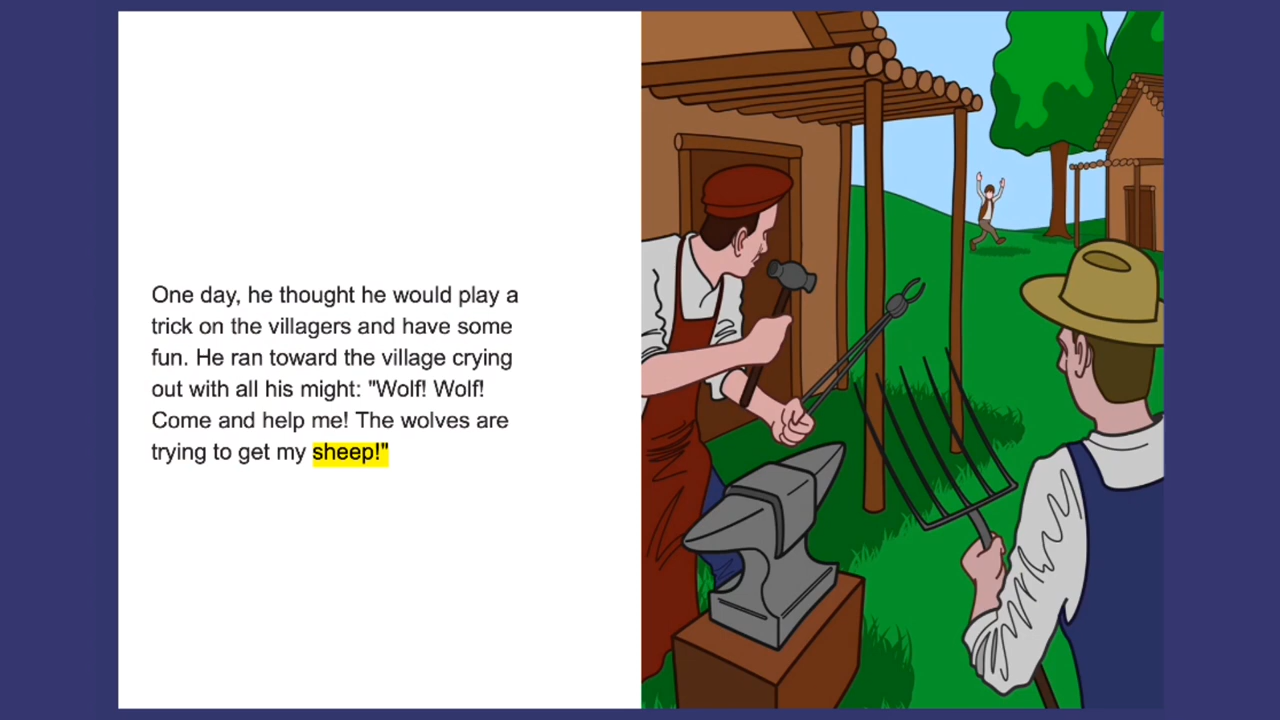 One day, he thought he would play a
trick on the villagers and have some
fun. He ran toward the village crying
out with all his might: "Wolf! Wolf!
Come and help me! The wolves are
trying to get my sheep!"